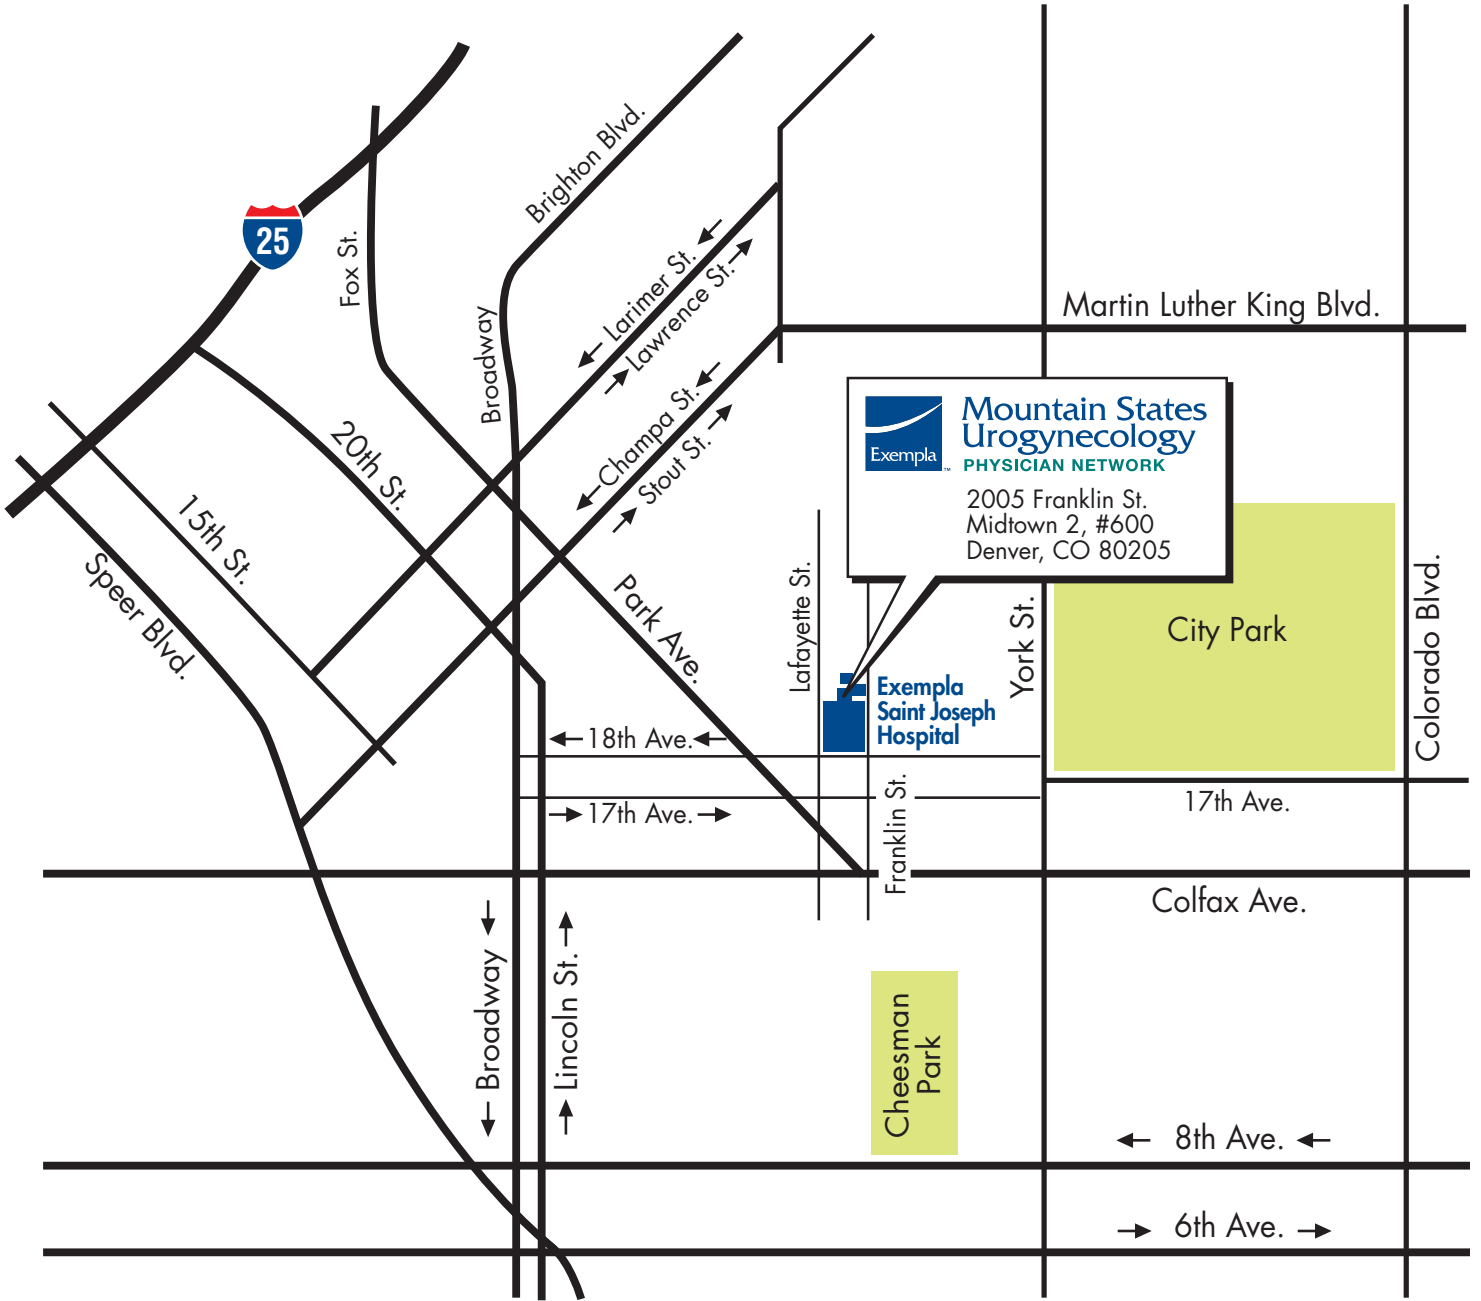 Brighton Blvd.
25
Fox St.
Broadway
Larimer St.
Lawrence St.
Martin Luther King Blvd.
Champa St.
Stout St.
Exempla™
Mountain States
Urogynecology
PHYSICIAN NETWORK
2005 Franklin St.
Midtown 2, #600
Denver, CO 80205
20th St.
15th St.
Speer Blvd.
Park Ave.
Lafayette St.
York St.
City Park
Colorado Blvd.
Exempla
Saint Joseph
Hospital
18th Ave.
17th Ave.
Franklin St.
17th Ave.
Colfax Ave.
Broadway
Lincoln St.
Cheesman
Park
8th Ave.
6th Ave.